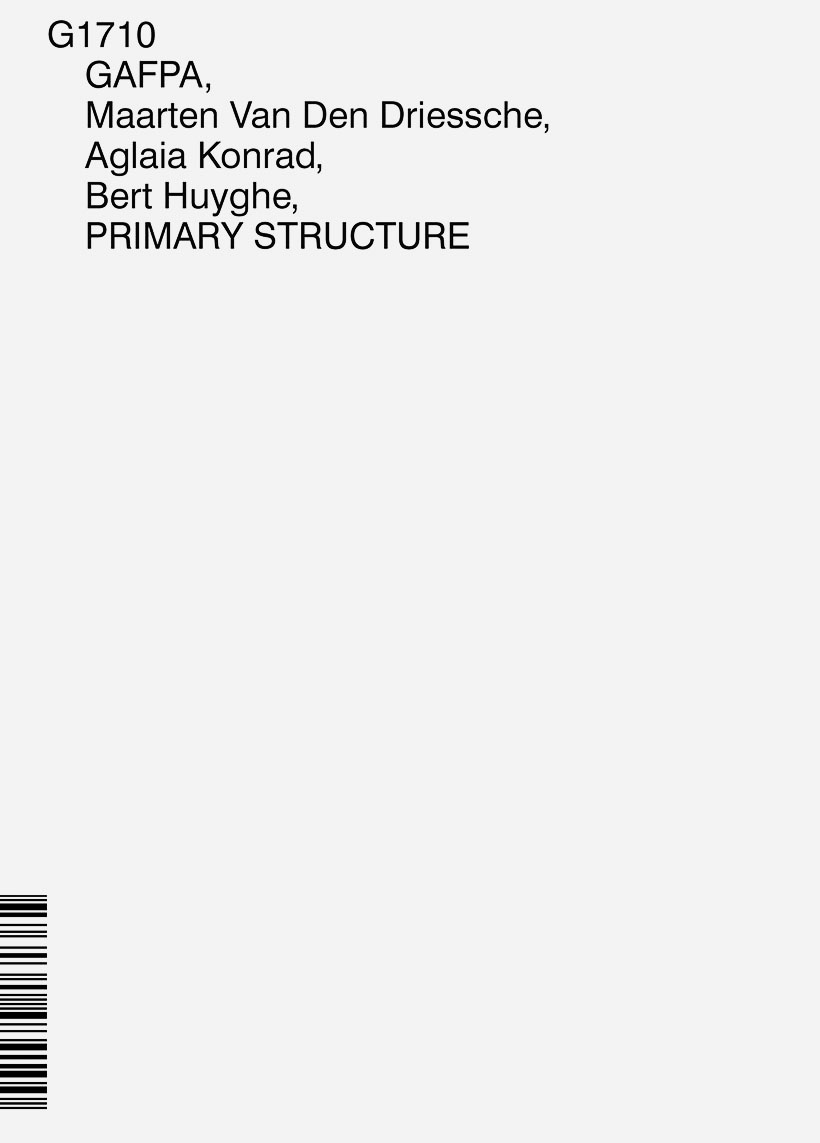 G1710
GAFPA,
Maarten Van Den Driessche,
Aglaia Konrad,
Bert Huyghe,
PRIMARY STRUCTURE